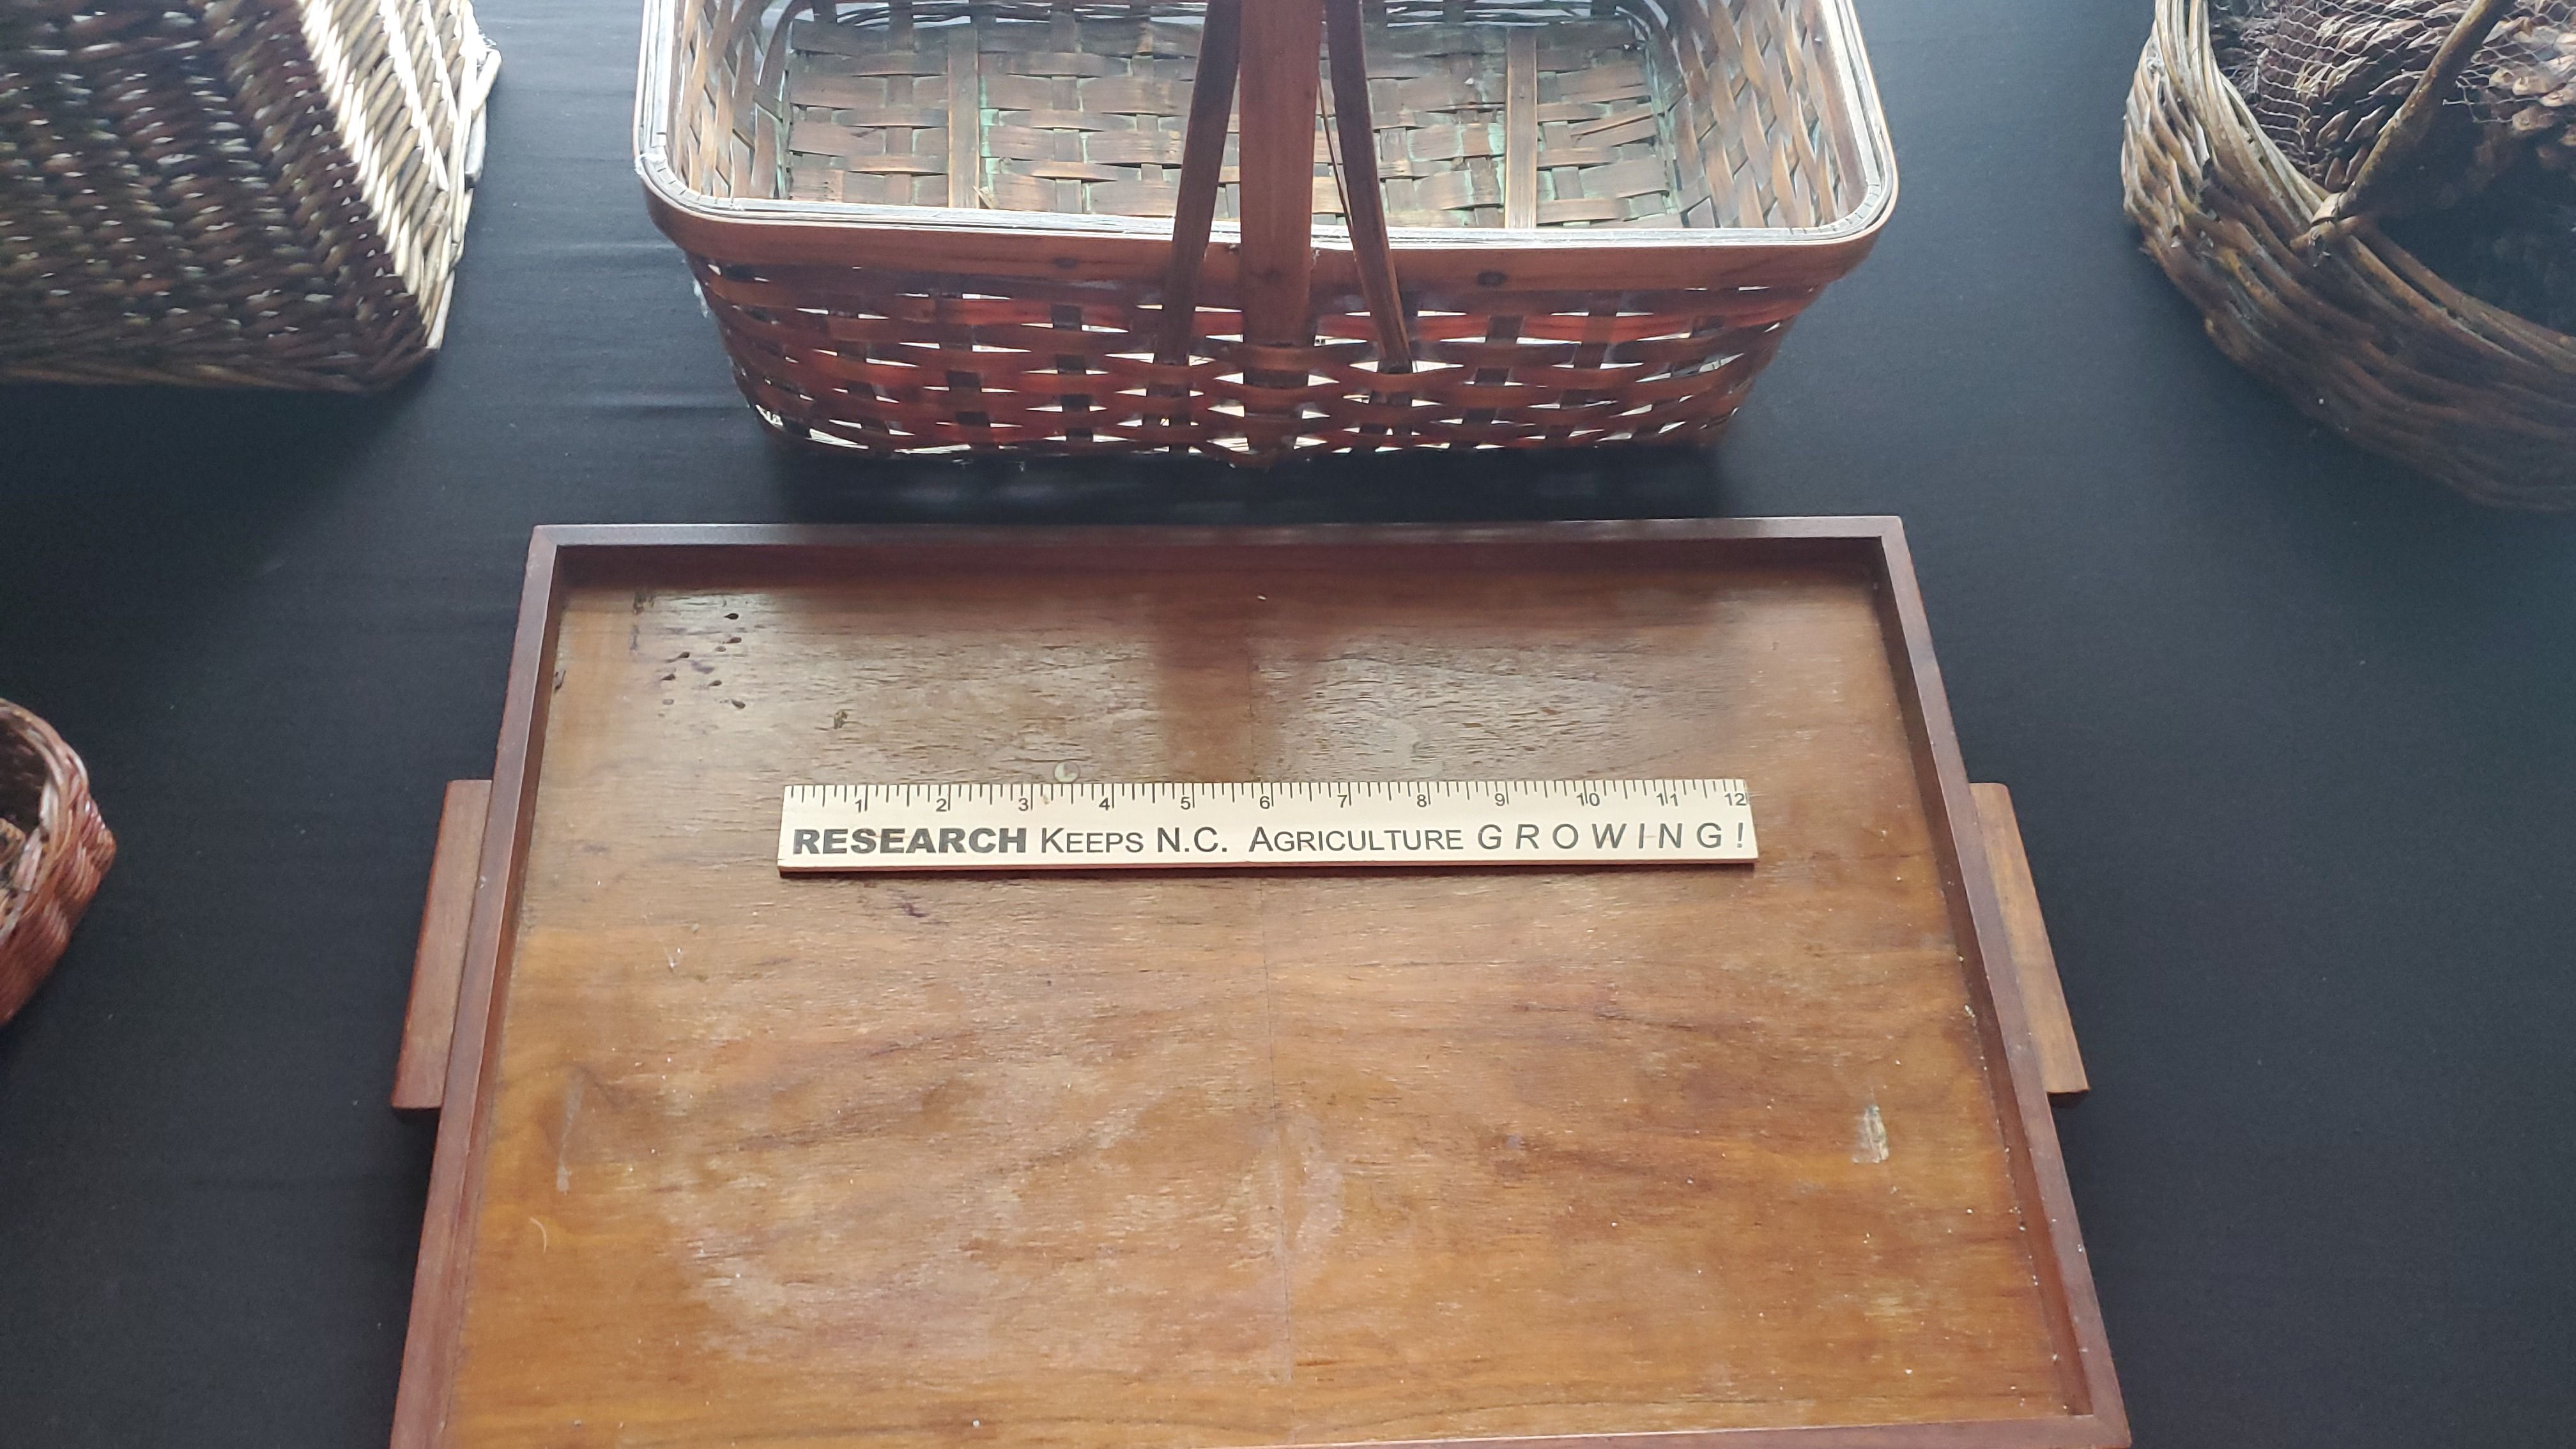 1 2 3 4 5 6 7 8 9 10 11 12
RESEARCH KEEPS N.C. AGRICULTURE GROWING!